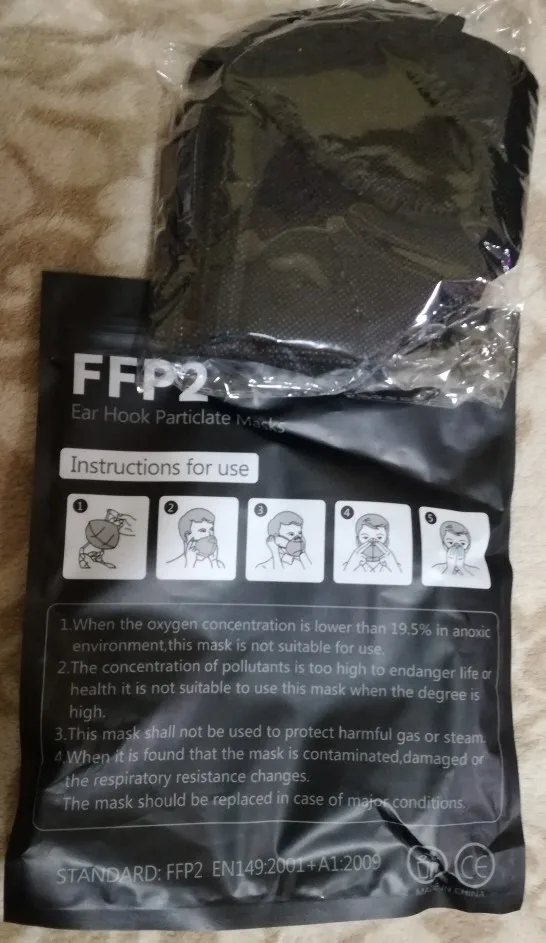 FFP2
Ear Hook Particlate Masks
Instructions for use
1 2 3 4 5
1.When the oxygen concentration is lower than 19.5% in anoxic
environment,this mask is not suitable for use.
2.The concentration of pollutants is too high to endanger life or
health it is not suitable to use this mask when the degree is
high.
3.This mask shall not be used to protect harmful gas or steam.
4.When it is found that the mask is contaminated,damaged or
the respiratory resistance changes.
The mask should be replaced in case of major conditions.
STANDARD: FFP2 EN149:2001+A1:2009
CE
MADE IN CHINA